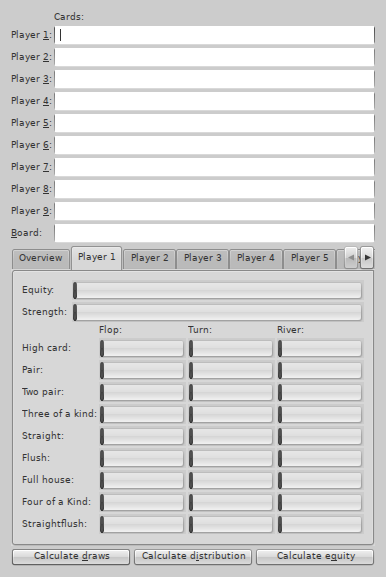 Cards:
Player 1:
Player 2:
Player 3:
Player 4:
Player 5:
Player 6:
Player 7:
Player 8:
Player 9:
Board:
Overview Player 1 Player 2 Player 3 Player 4 Player 5
Equity:
Strength:
Flop: Turn: River:
High card:
Pair:
Two pair:
Three of a kind:
Straight:
Flush:
Full house:
Four of a Kind:
Straightflush:
Calculate draws Calculate distribution Calculate equity